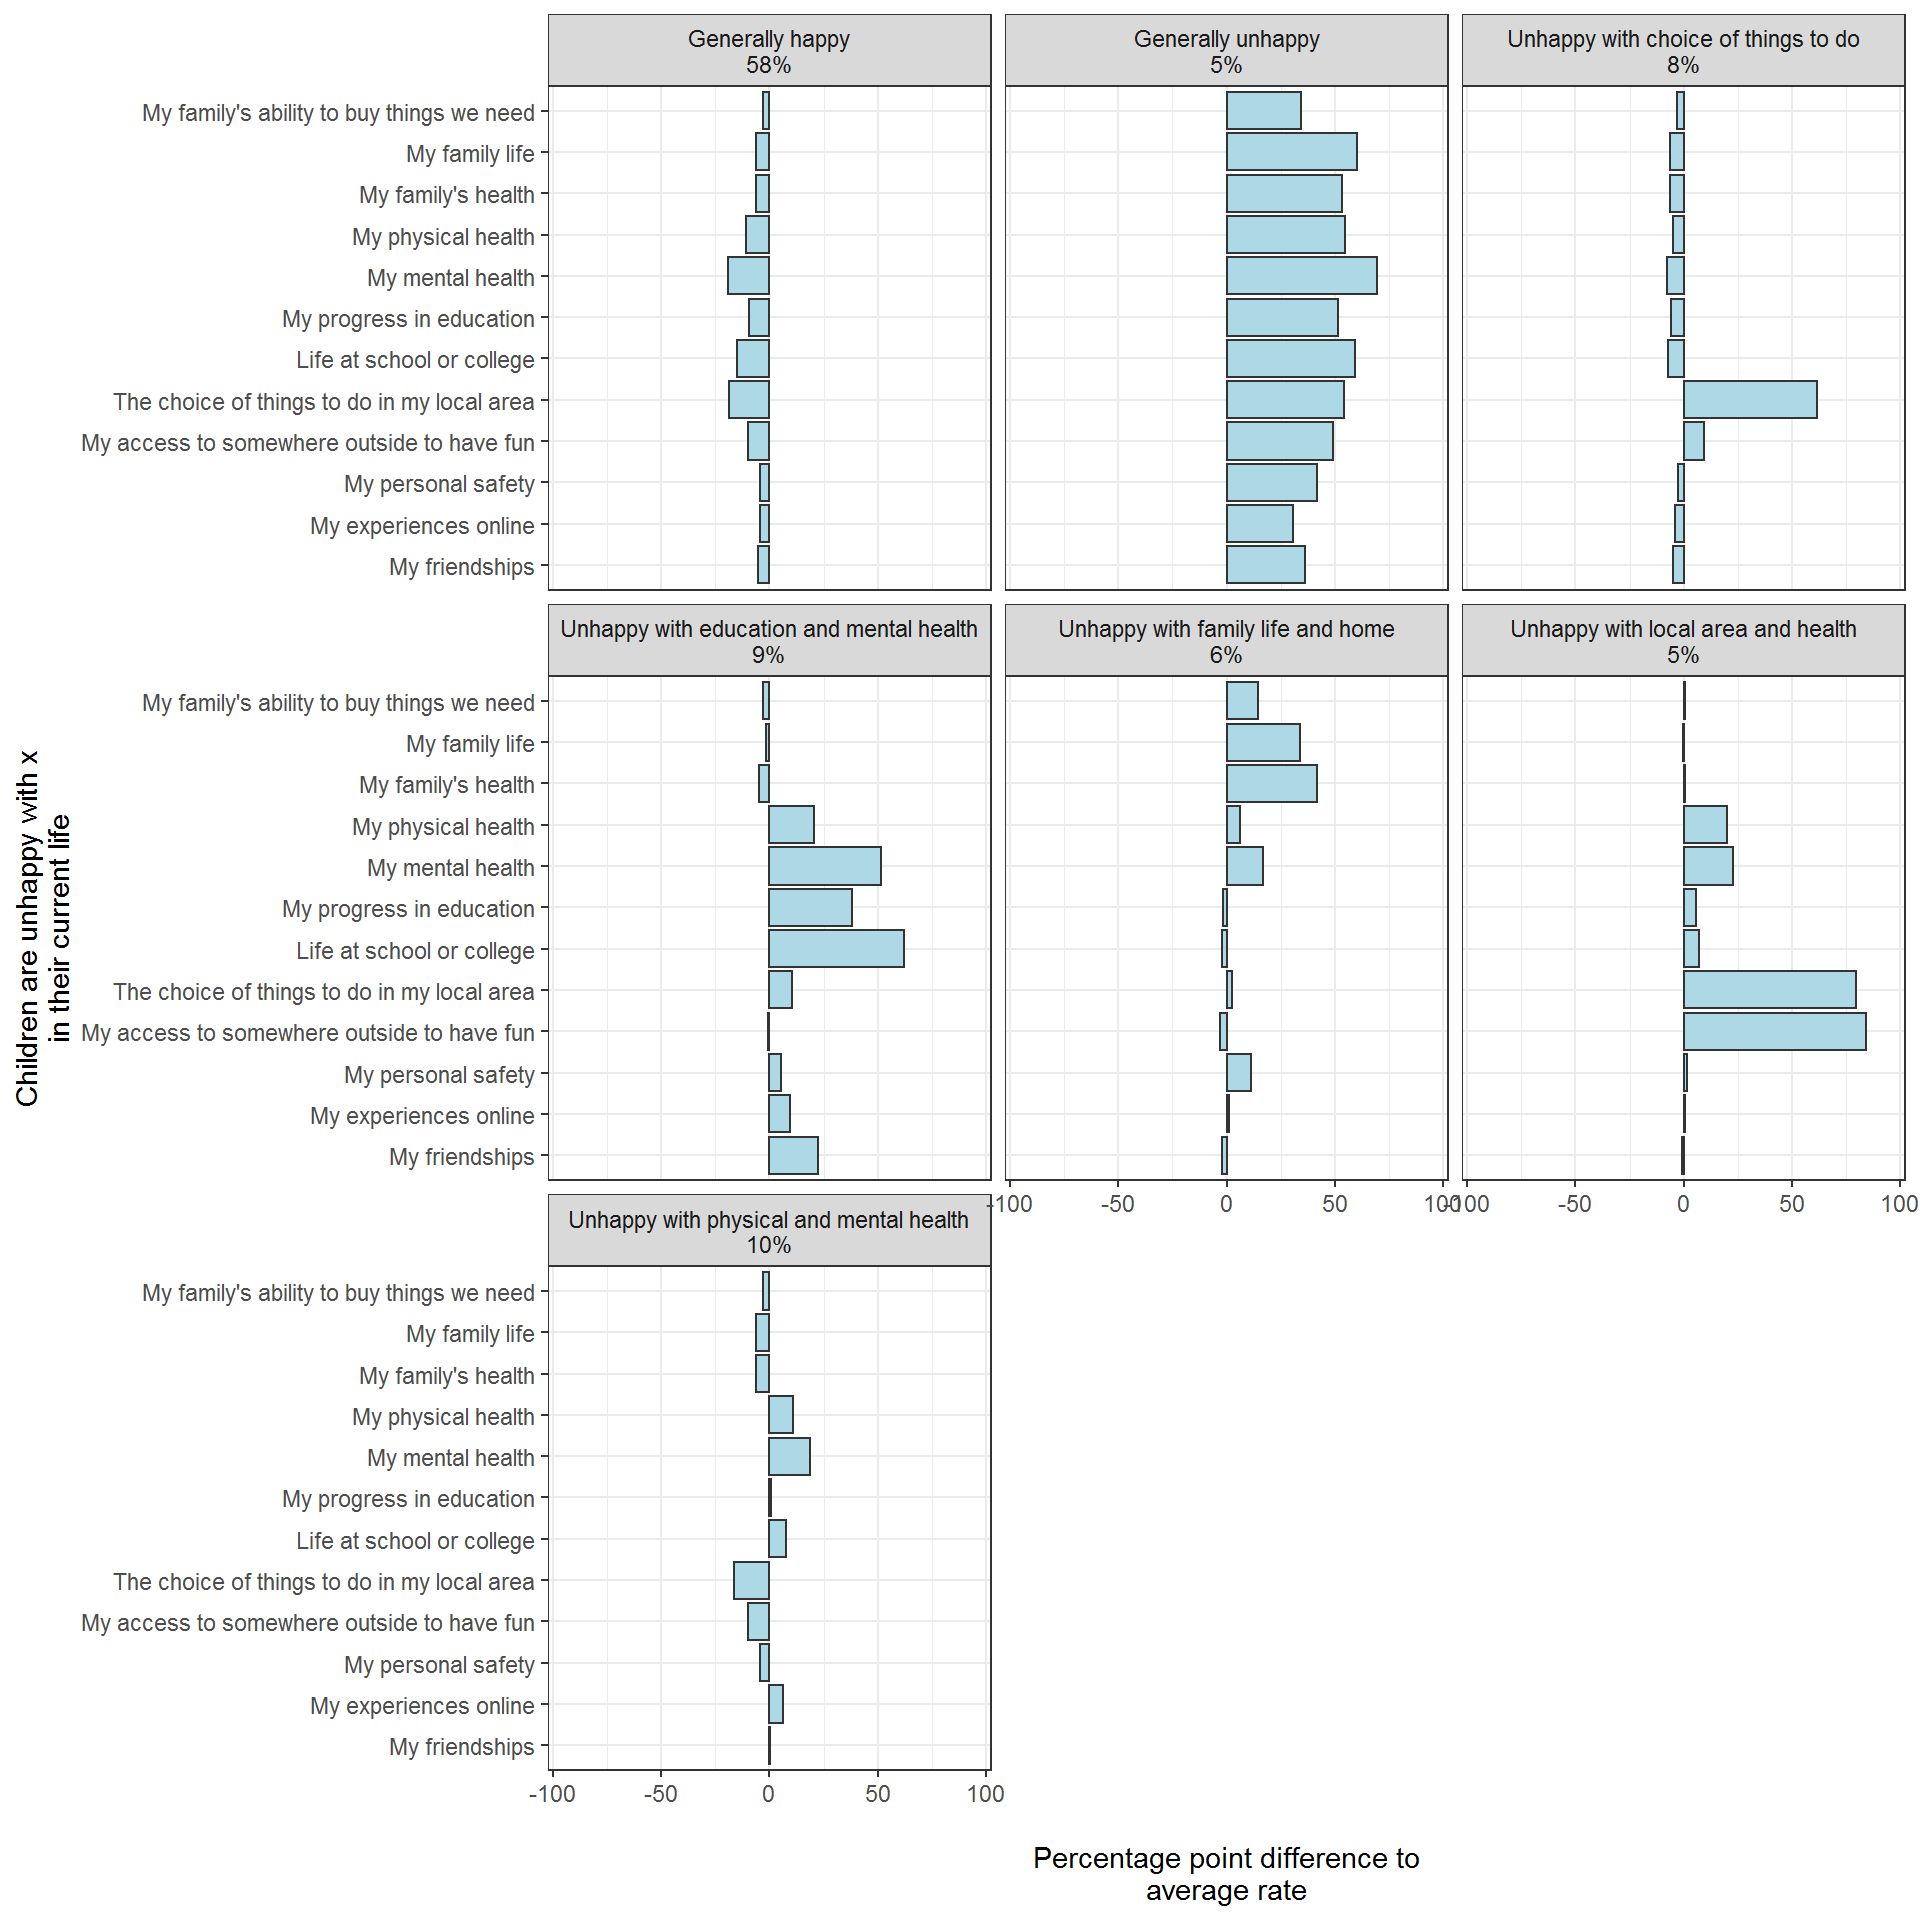 Generally happy
58%
Generally unhappy
5%
Unhappy with choice of things to do
8%
My family's ability to buy things we need
My family life
My family's health
My physical health
My mental health
My progress in education
Life at school or college
The choice of things to do in my local area
My access to somewhere outside to have fun
My personal safety
My experiences online
My friendships
Unhappy with education and mental health
9%
Unhappy with family life and home
6%
Unhappy with local area and health
5%
My family's ability to buy things we need
My family life
My family's health
My physical health
My mental health
My progress in education
Life at school or college
The choice of things to do in my local area
My access to somewhere outside to have fun
My personal safety
My experiences online
My friendships
-100 -50 0 50 100
-100 -50 0 50 100
Unhappy with physical and mental health
10%
My family's ability to buy things we need
My family life
My family's health
My physical health
My mental health
My progress in education
Life at school or college
The choice of things to do in my local area
My access to somewhere outside to have fun
My personal safety
My experiences online
My friendships
-100 -50 0 50 100
Children are unhappy with x
in their current life
Percentage point difference to
average rate